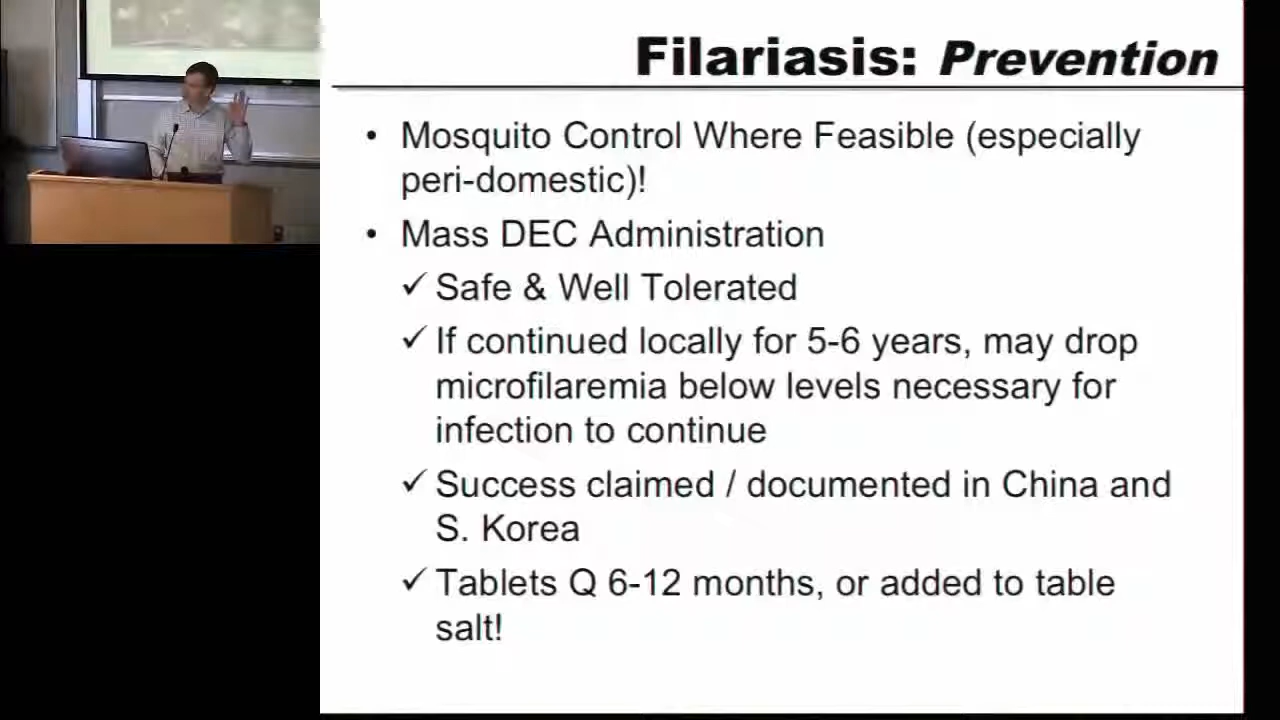 Filariasis: Prevention
• Mosquito Control Where Feasible (especially
peri-domestic)!
• Mass DEC Administration
✓ Safe & Well Tolerated
✓ If continued locally for 5-6 years, may drop
microfilaremia below levels necessary for
infection to continue
✓ Success claimed / documented in China and
S. Korea
✓ Tablets Q 6-12 months, or added to table
salt!